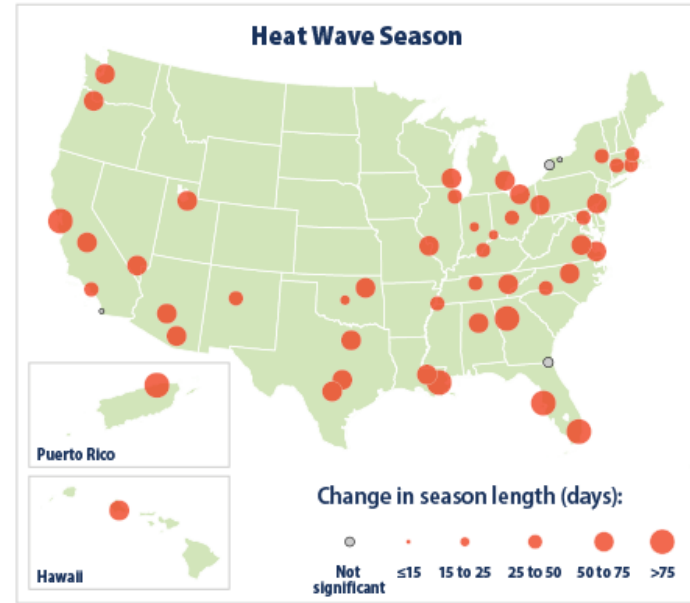 Heat Wave Season
Puerto Rico
Hawaii
Change in season length (days):
Not significant
≤15
15 to 25
25 to 50
50 to 75
>75